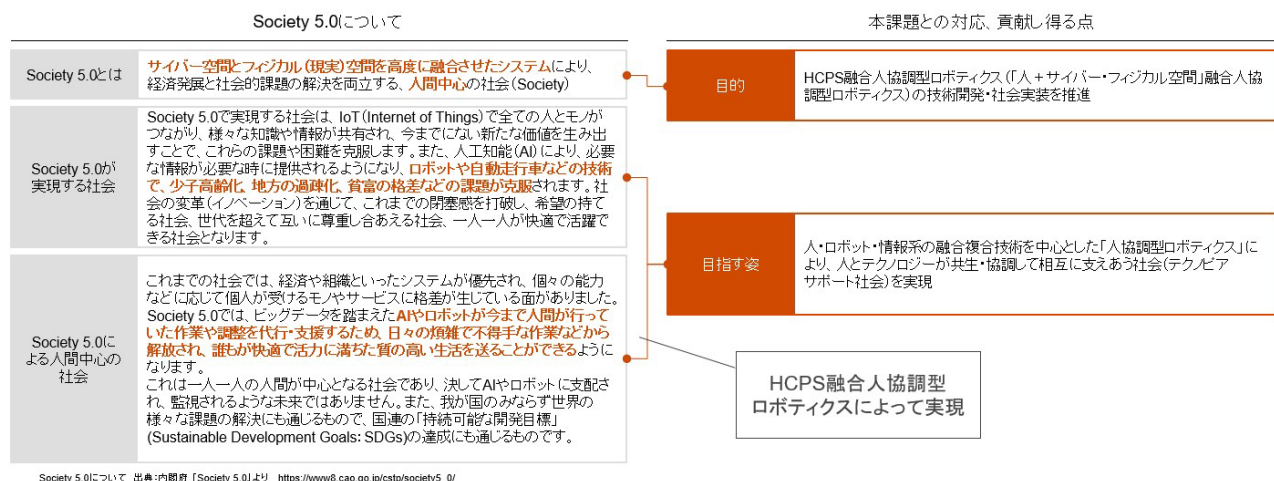 Society 5.0について
本課題との対応、貢献し得る点
Society 5.0とは
サイバー空間とフィジカル(現実)空間を高度に融合させたシステムにより、
経済発展と社会的課題の解決を両立する、人間中心の社会(Society)
目的
HCPS融合人協調型ロボティクス(「人+サイバー・フィジカル空間」融合人協
調型ロボティクス)の技術開発・社会実装を推進
Society 5.0が
実現する社会
Society 5.0で実現する社会は、IoT(Internet of Things)で全ての人とモノが
つながり、様々な知識や情報が共有され、今までにない新たな価値を生み出
すことで、これらの課題や困難を克服します。また、人工知能(AI)により、必要
な情報が必要な時に提供されるようになり、ロボットや自動走行車などの技術
で、少子高齢化、地方の過疎化、貧富の格差などの課題が克服されます。社
会の変革(イノベーション)を通じて、これまでの閉塞感を打破し、希望の持て
る社会、世代を超えて互いに尊重し合あえる社会、一人一人が快適で活躍で
きる社会となります。
目指す姿
人・ロボット・情報系の融合複合技術を中心とした「人協調型ロボティクス」に
より、人とテクノロジーが共生・協調して相互に支えあう社会(テクノピア
サポート社会)を実現
Society 5.0に
よる人間中心の
社会
これまでの社会では、経済や組織といったシステムが優先され、個々の能力
などに応じて個人が受けるモノやサービスに格差が生じている面がありました。
Society 5.0では、ビッグデータを踏まえたAIやロボットが今まで人間が行って
いた作業や調整を代行・支援するため、日々の煩雑で不得手な作業などから
解放され、誰もが快適で活力に満ちた質の高い生活を送ることができるように
なります。
これは一人一人の人間が中心となる社会であり、決してAIやロボットに支配さ
れ、監視されるような未来ではありません。また、我が国のみならず世界の
様々な課題の解決にも通じるもので、国連の「持続可能な開発目標」
(Sustainable Development Goals: SDGs)の達成にも通じるものです。
HCPS融合人協調型
ロボティクスによって実現
Society 5.0について 出典:内閣府 「Society 5.0」より https://www8.cao.go.jp/cstp/society5_0/